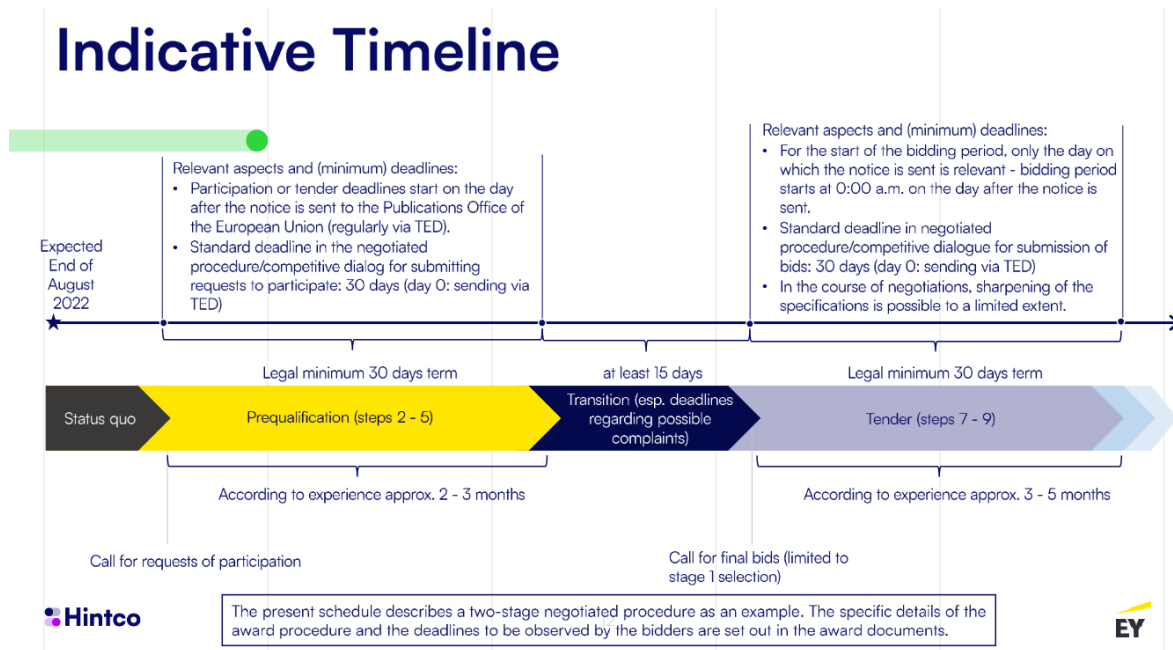 Indicative Timeline
Relevant aspects and (minimum) deadlines:
• Participation or tender deadlines start on the day
after the notice is sent to the Publications Office of
the European Union (regularly via TED).
• Standard deadline in the negotiated
procedure/competitive dialog for submitting
requests to participate: 30 days (day 0: sending via
TED)
Relevant aspects and (minimum) deadlines:
• For the start of the bidding period, only the day on
which the notice is sent is relevant - bidding period
starts at 0:00 a.m. on the day after the notice is
sent.
• Standard deadline in negotiated
procedure/competitive dialogue for submission of
bids: 30 days (day 0: sending via TED)
• In the course of negotiations, sharpening of the
specifications is possible to a limited extent.
Expected
End of
August
2022
Legal minimum 30 days term
at least 15 days
Legal minimum 30 days term
Status quo
Prequalification (steps 2 - 5)
Transition (esp. deadlines
regarding possible
complaints)
Tender (steps 7 - 9)
According to experience approx. 2 - 3 months
According to experience approx. 3 - 5 months
Call for requests of participation
Call for final bids (limited to
stage 1 selection)
Hintco
The present schedule describes a two-stage negotiated procedure as an example. The specific details of the
award procedure and the deadlines to be observed by the bidders are set out in the award documents.
12
EY